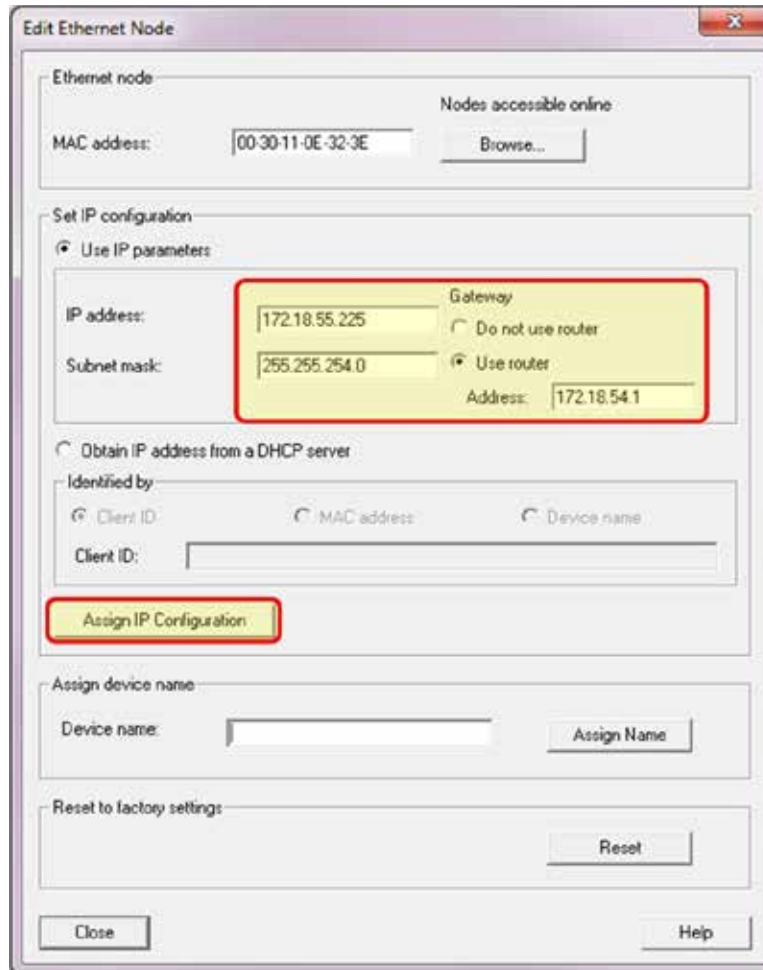 Edit Ethernet Node
Ethernet node
Nodes accessible online
MAC address: 00-30-11-0E-32-3E Browse...
Set IP configuration
Use IP parameters
Gateway
IP address: 172.18.55.225 Do not use router
Subnet mask: 255.255.254.0 Use router
Address: 172.18.54.1
Obtain IP address from a DHCP server
Identified by
Client ID MAC address Device name
Client ID:
Assign IP Configuration
Assign device name
Device name: Assign Name
Reset to factory settings
Reset
Close Help